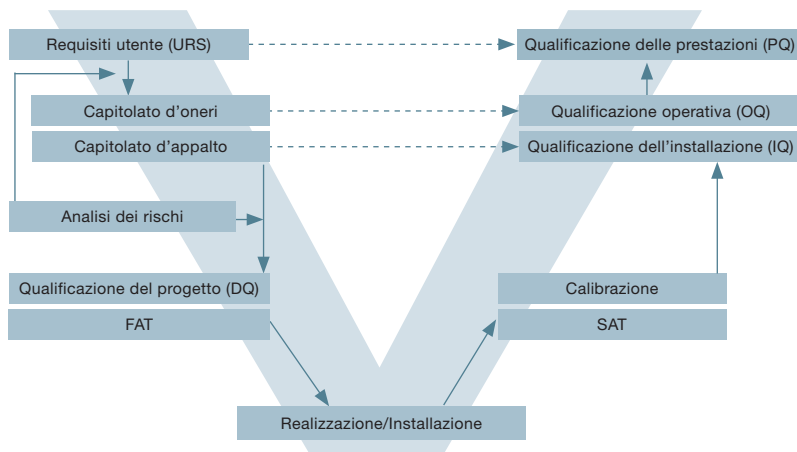 Requisiti utente (URS)
Qualificazione delle prestazioni (PQ)
Capitolato d'oneri
Qualificazione operativa (OQ)
Capitolato d'appalto
Qualificazione dell'installazione (IQ)
Analisi dei rischi
Qualificazione del progetto (DQ)
Calibrazione
FAT
SAT
Realizzazione/Installazione